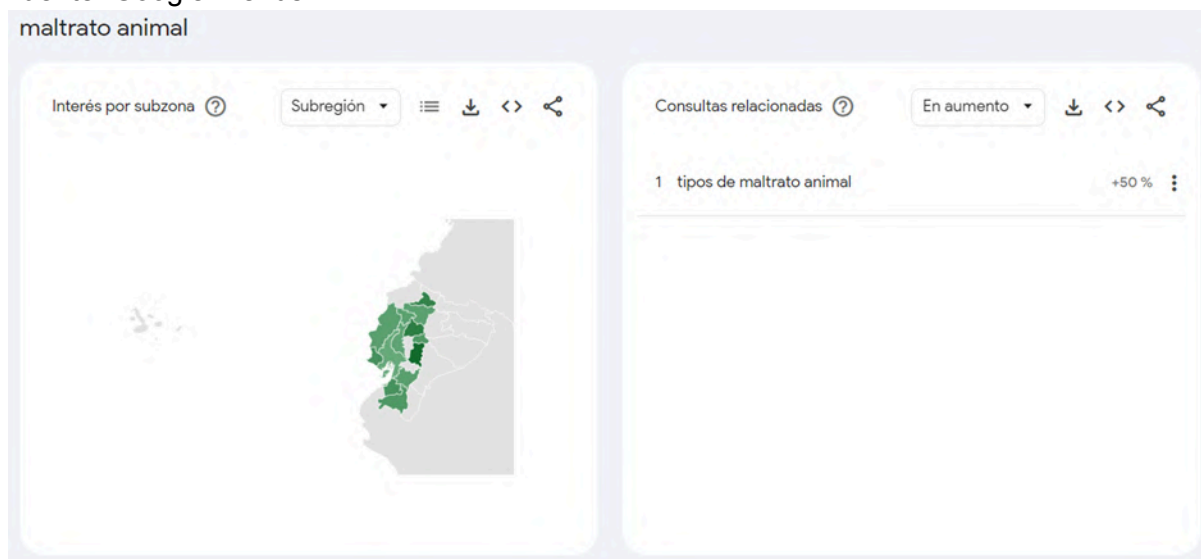 maltrato animal
Interés por subzona
Subregión
Consultas relacionadas
En aumento
1 tipos de maltrato animal +50 %